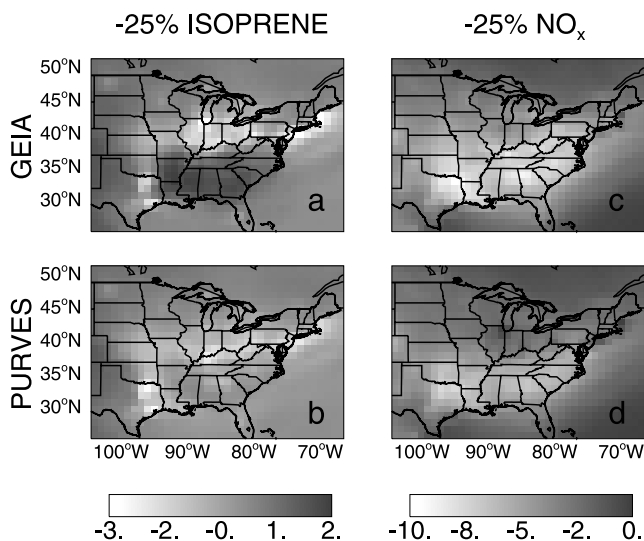 -25% ISOPRENE
-25% NOx
GEIA
50°N
45°N
40°N
35°N
30°N
a
c
PURVES
50°N
45°N
40°N
35°N
30°N
b
d
100°W 90°W 80°W 70°W
100°W 90°W 80°W 70°W
-3. -2. -0. 1. 2.
-10. -8. -5. -2. 0.